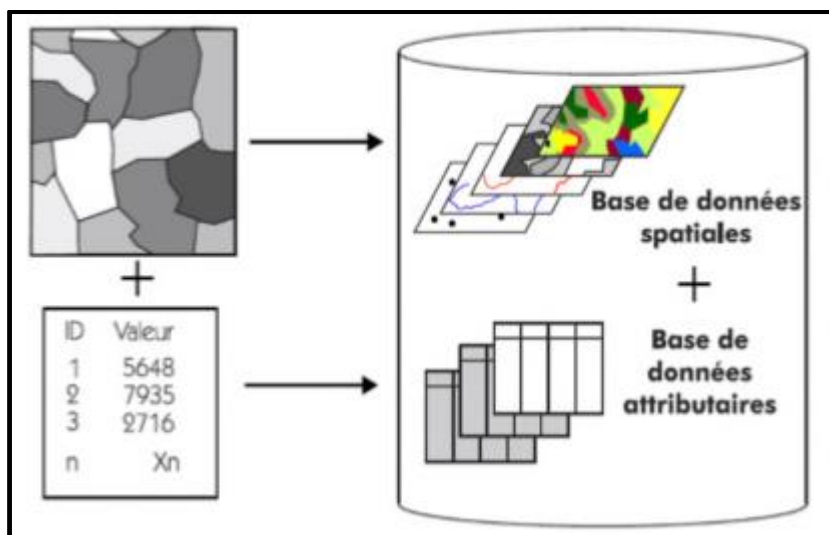 Base de données
spatiales
+
+
ID Valeur
1 5648
2 7935
3 2716
n Xn
Base de
données
attributaires